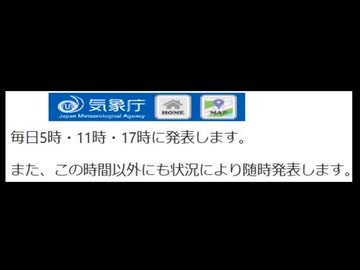 気象庁
Japan Meteorological Agency
HOME
MAP
毎日5時・11時・17時に発表します。
また、この時間以外にも状況により随時発表します。